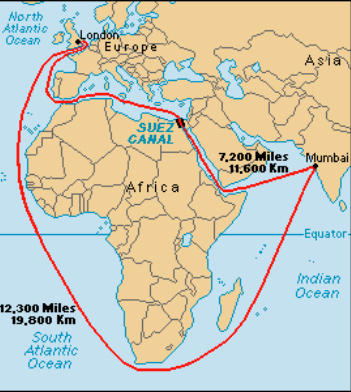 North
Atlantic
Ocean
London
Europe
Asia
SUEZ
CANAL
7,200 Miles
11,600 Km
Mumbai
Africa
Equator
Indian
Ocean
12,300 Miles
19,800 Km
South
Atlantic
Ocean